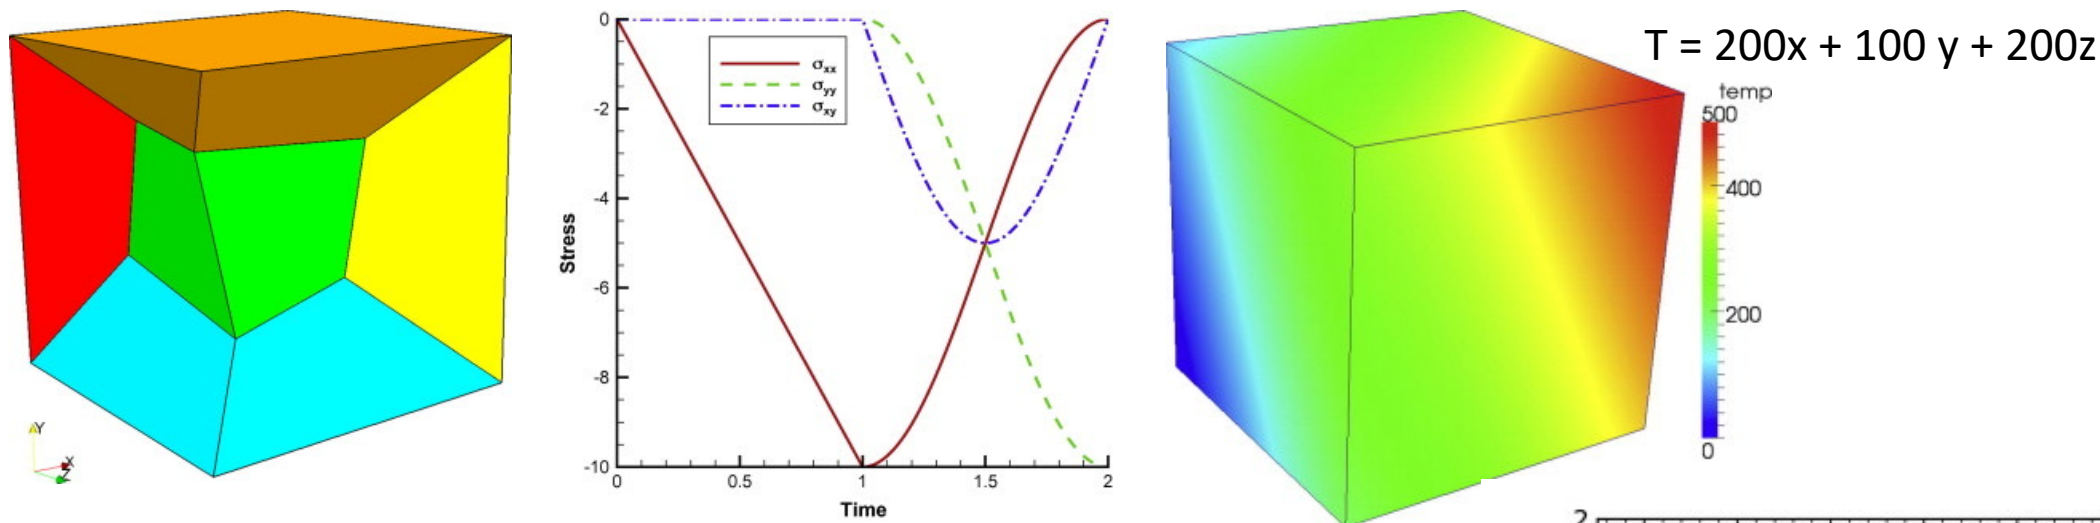 Y
X
Z
0
-2
-4
-6
-8
-10
Stress
σxx
σyy
σxy
0
0.5
1
1.5
2
Time
T = 200x + 100 y + 200z
temp
500
400
200
0
2